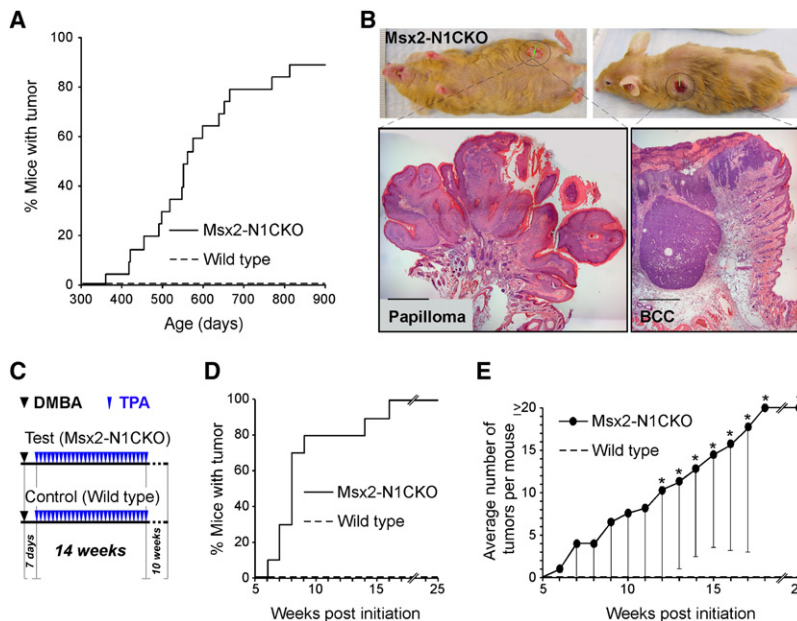 A
% Mice with tumor
100
80
60
40
20
0
Msx2-N1CKO
Wild type
300 400 500 600 700 800 900
Age (days)
B
Msx2-N1CKO
Papilloma
BCC
C
DMBA TPA
Test (Msx2-N1CKO)
Control (Wild type)
7 days
14 weeks
10 weeks
D
% Mice with tumor
100
80
60
40
20
0
Msx2-N1CKO
Wild type
5 10 15 25
Weeks post initiation
E
Average number of
tumors per mouse
≥20
15
10
5
0
Msx2-N1CKO
Wild type
* * * * * * * *
5 10 15
Weeks post initiation